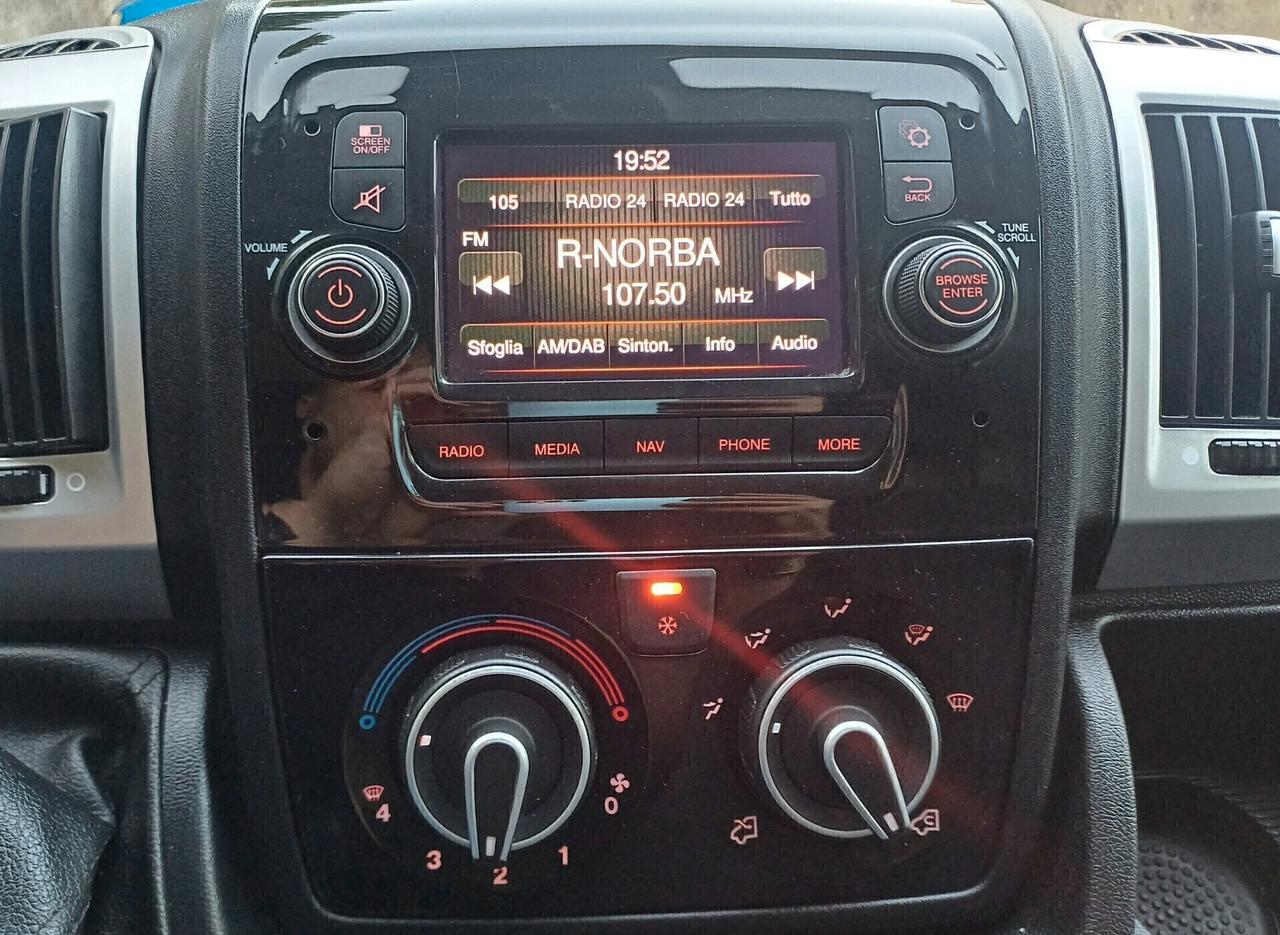 SCREEN
ON/OFF
VOLUME
19:52
105 RADIO 24 RADIO 24 Tutto
FM
R-NORBA
107.50 MHz
Sfoglia AM/DAB Sinton. Info Audio
BACK
TUNE
SCROLL
BROWSE
ENTER
RADIO MEDIA NAV PHONE MORE
0
1
2
3
4